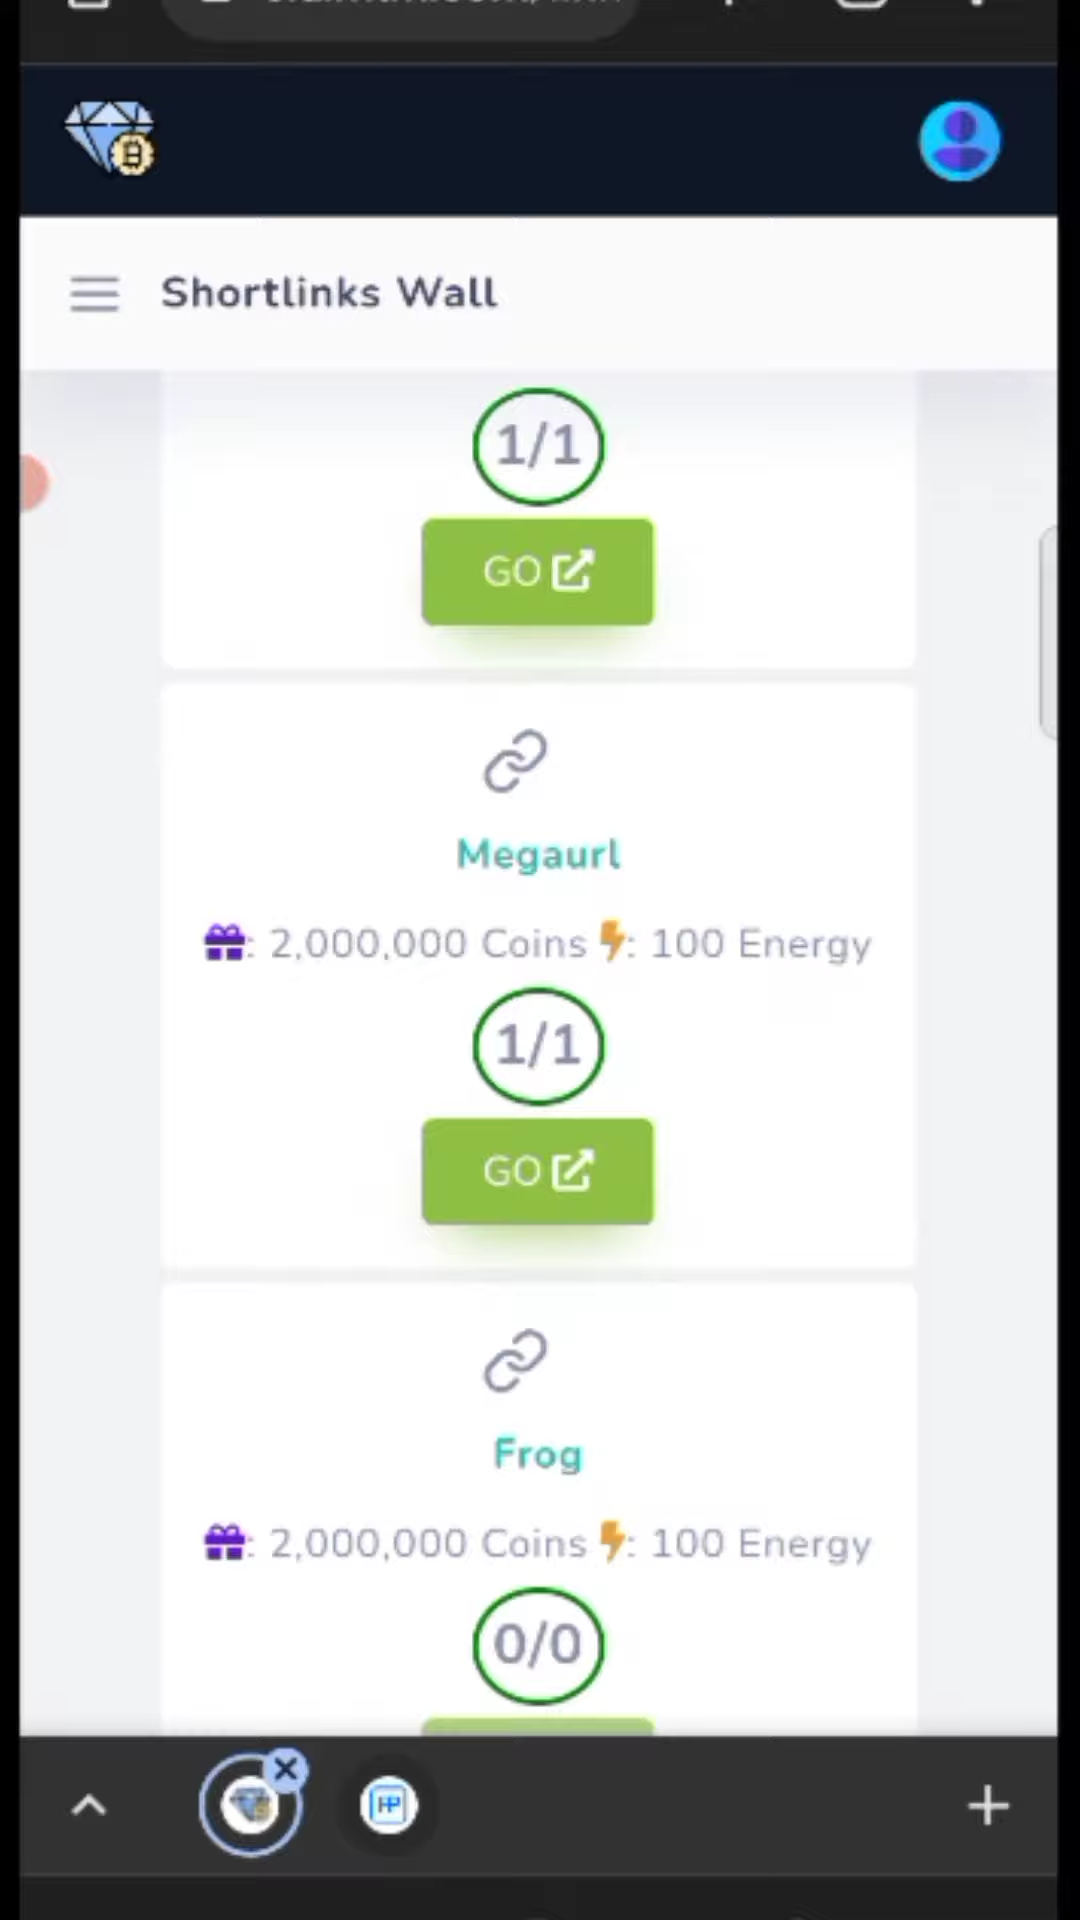 Shortlinks Wall
1/1
GO
Megaurl
: 2,000,000 Coins : 100 Energy
1/1
GO
Frog
: 2,000,000 Coins : 100 Energy
0/0
HP